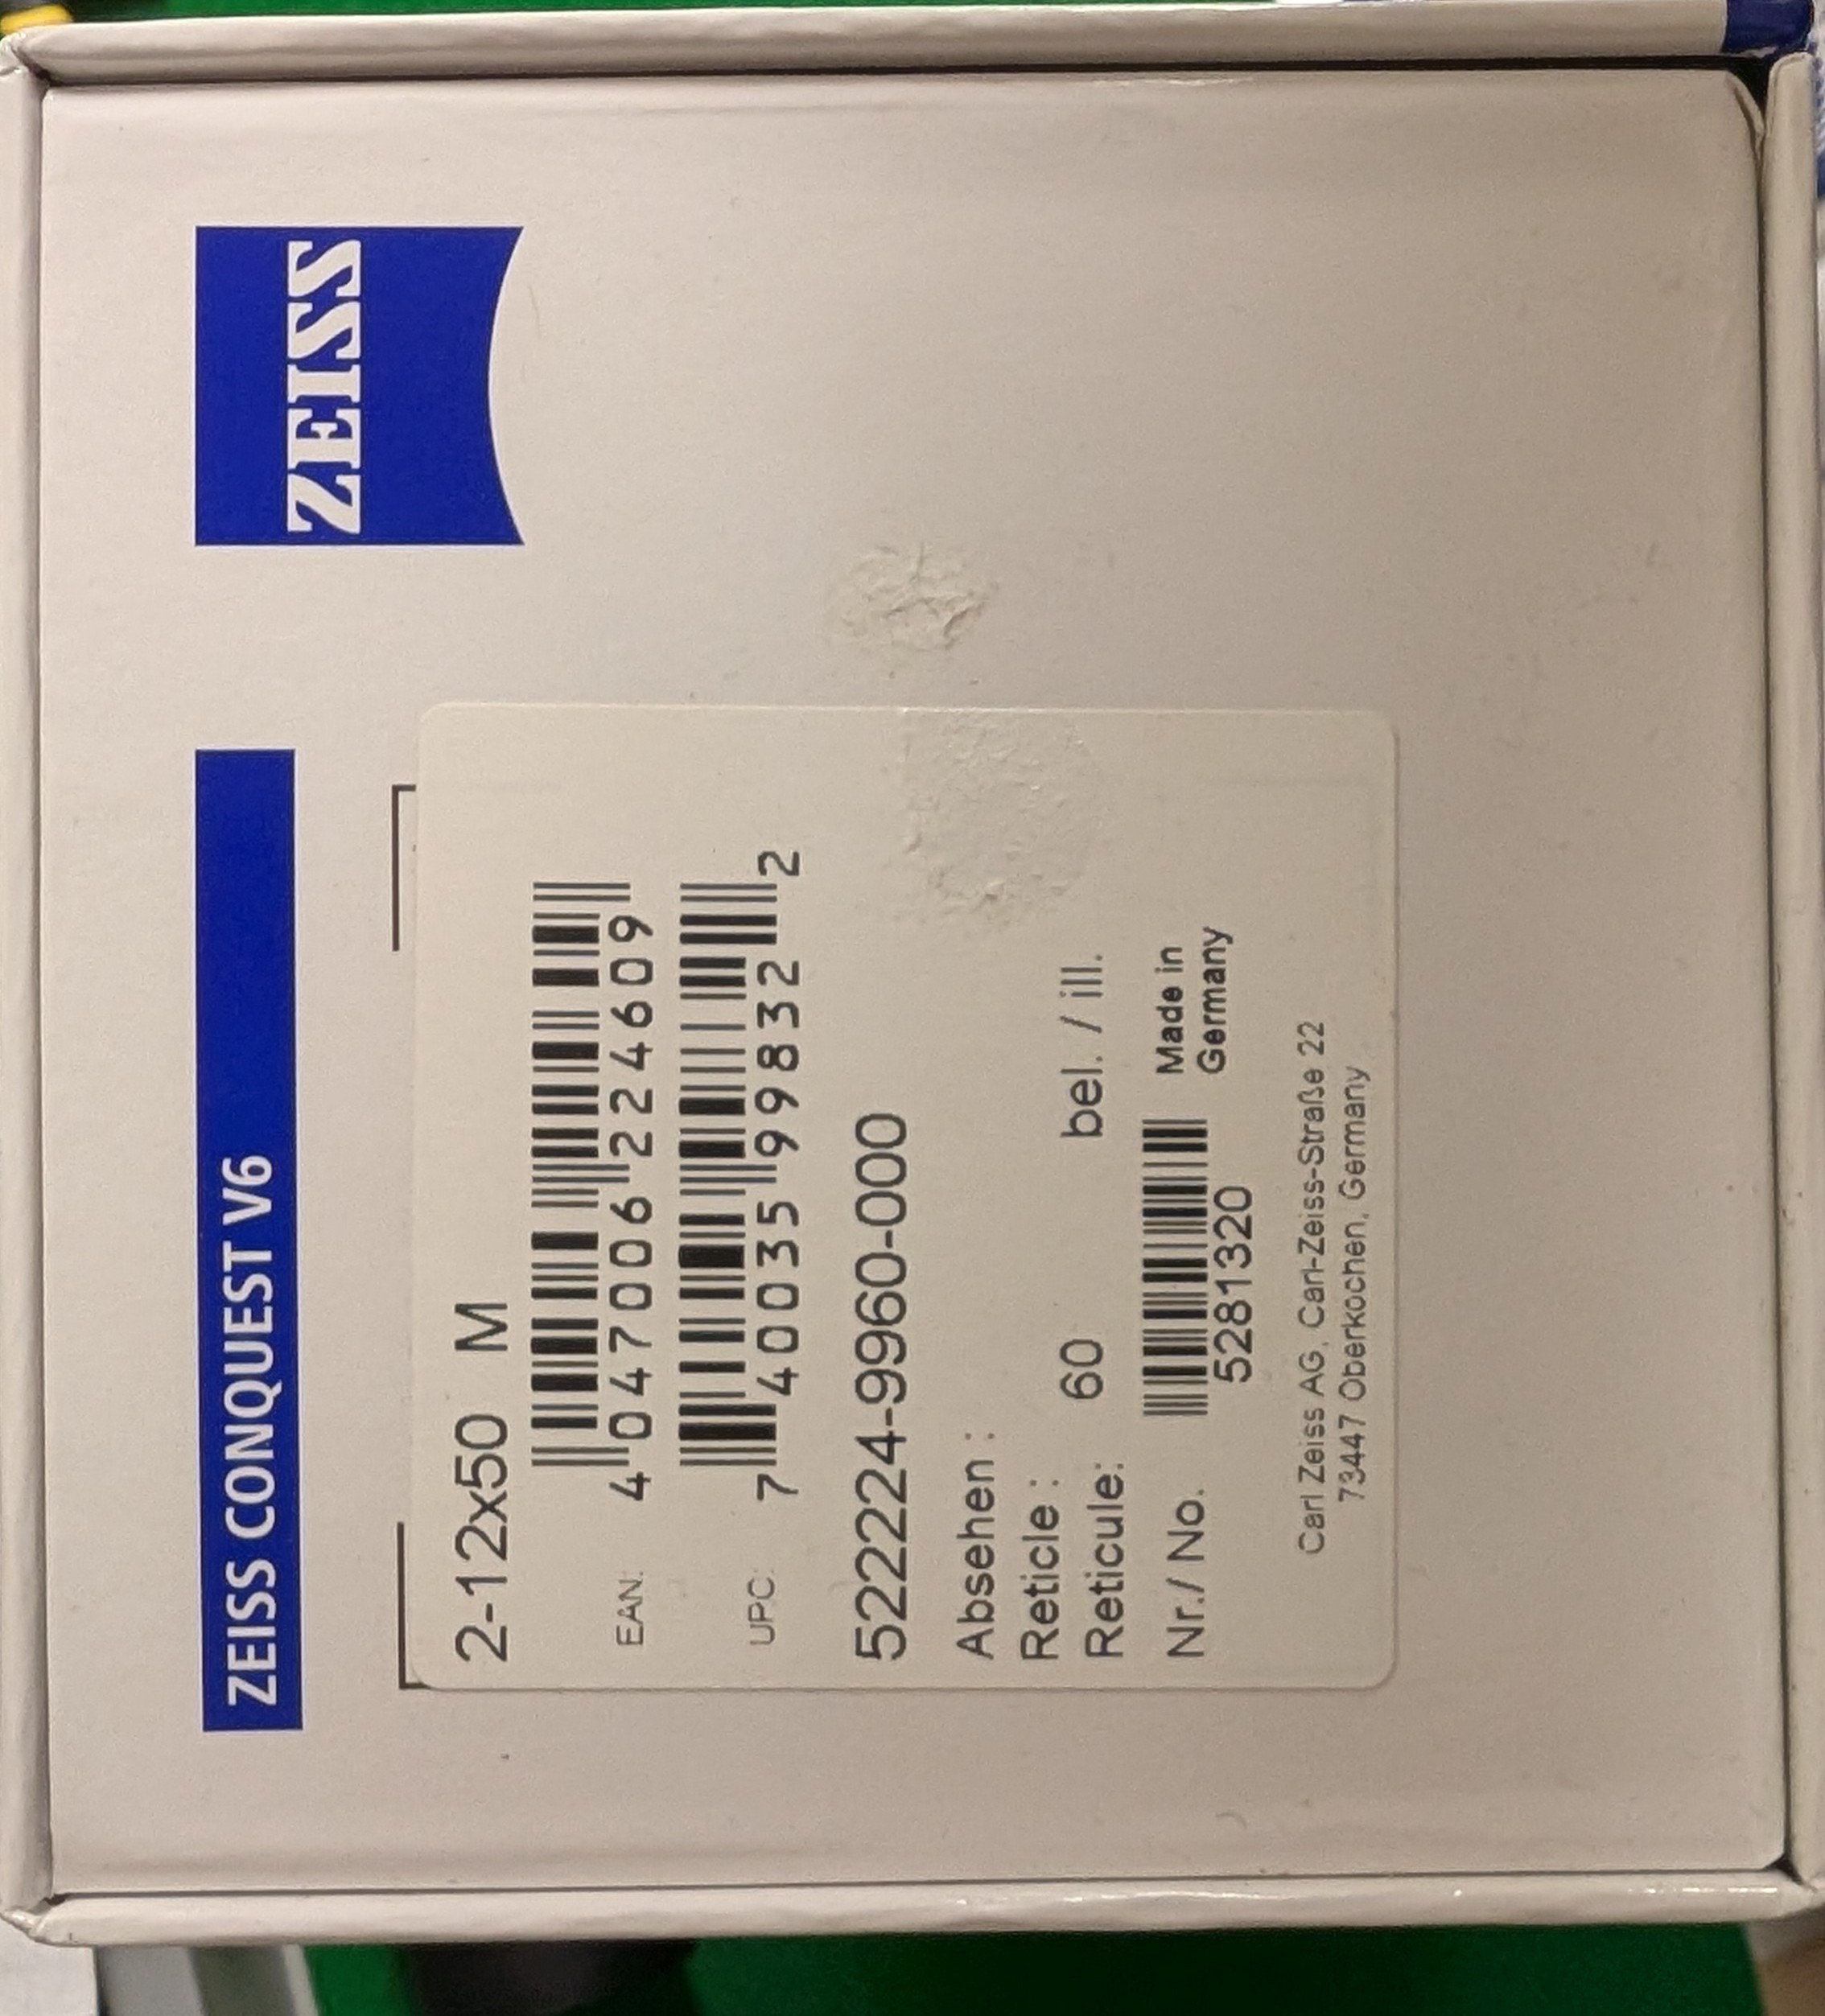 ZEISS CONQUEST V6
ZEISS
2-12x50 M
EAN:
4 047006 224609
UPC:
7 40035 99832 2
522224-9960-000
Absehen :
Reticle :
Reticule: 60 bel. / ill.
Nr./ No. 5281320
Made in
Germany
Carl Zeiss AG, Carl-Zeiss-Straße 22
73447 Oberkochen, Germany